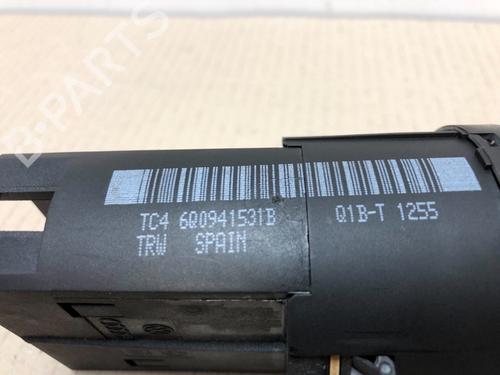 B-PARTS
TC4 6Q0941531B Q1B-T 1255
TRW SPAIN